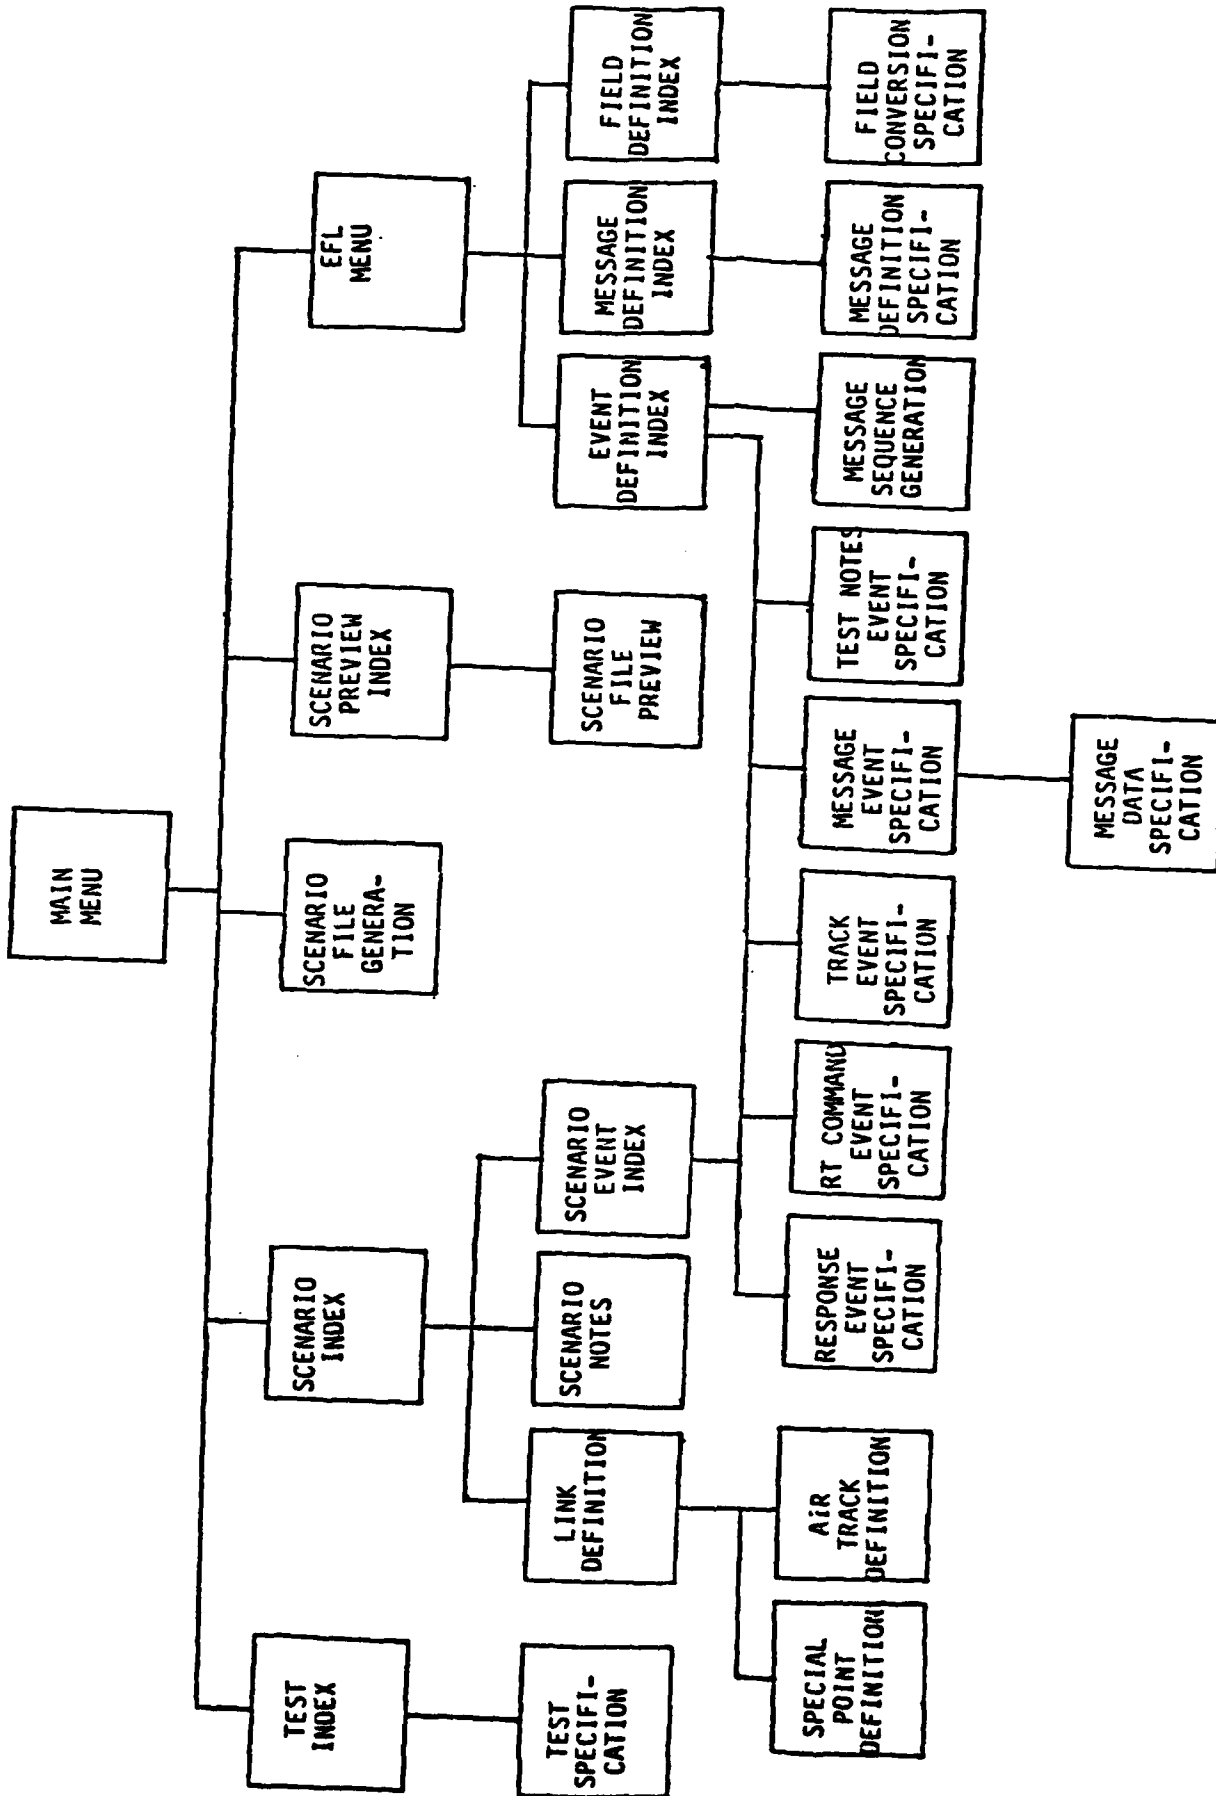 MAIN
MENU
TEST
INDEX
SCENARIO
INDEX
SCENARIO
FILE
GENERA-
TION
SCENARIO
PREVIEW
INDEX
EFL
MENU
TEST
SPECIFI-
CATION
LINK
DEFINITION
SCENARIO
NOTES
SCENARIO
EVENT
INDEX
SCENARIO
FILE
PREVIEW
EVENT
DEFINITION
INDEX
MESSAGE
DEFINITION
INDEX
FIELD
DEFINITION
INDEX
SPECIAL
POINT
DEFINITION
AiR
TRACK
DEFINITION
RESPONSE
EVENT
SPECIFI-
CATION
RT COMMAND
EVENT
SPECIFI-
CATION
TRACK
EVENT
SPECIFI-
CATION
MESSAGE
EVENT
SPECIFI-
CATION
TEST NOTES
EVENT
SPECIFI-
CATION
MESSAGE
SEQUENCE
GENERATION
MESSAGE
DEFINITION
SPECIFI-
CATION
FIELD
CONVERSION
SPECIFI-
CATION
MESSAGE
DATA
SPECIFI-
CATION